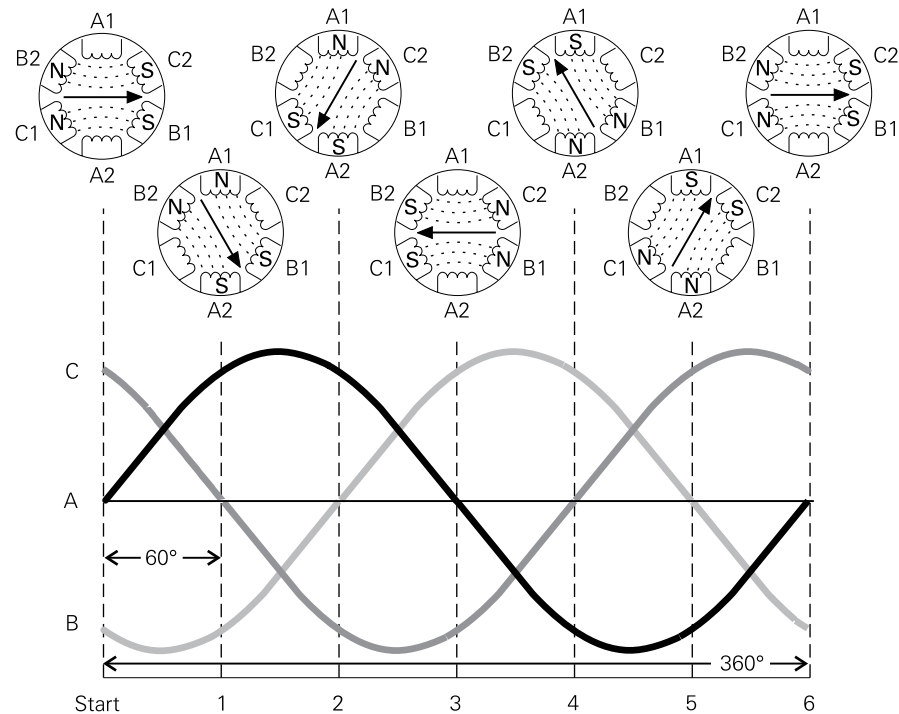 A1
B2 N S C2
C1 N S B1
A2
A1
B2 N N C2
C1 S S B1
A2
A1
B2 S S C2
C1 N N B1
A2
A1
B2 N S C2
C1 N S B1
A2
A1
B2 N N C2
C1 S S B1
A2
A1
B2 S N C2
C1 S N B1
A2
A1
B2 S S C2
C1 N N B1
A2
C
A
60°
B
360°
Start 1 2 3 4 5 6